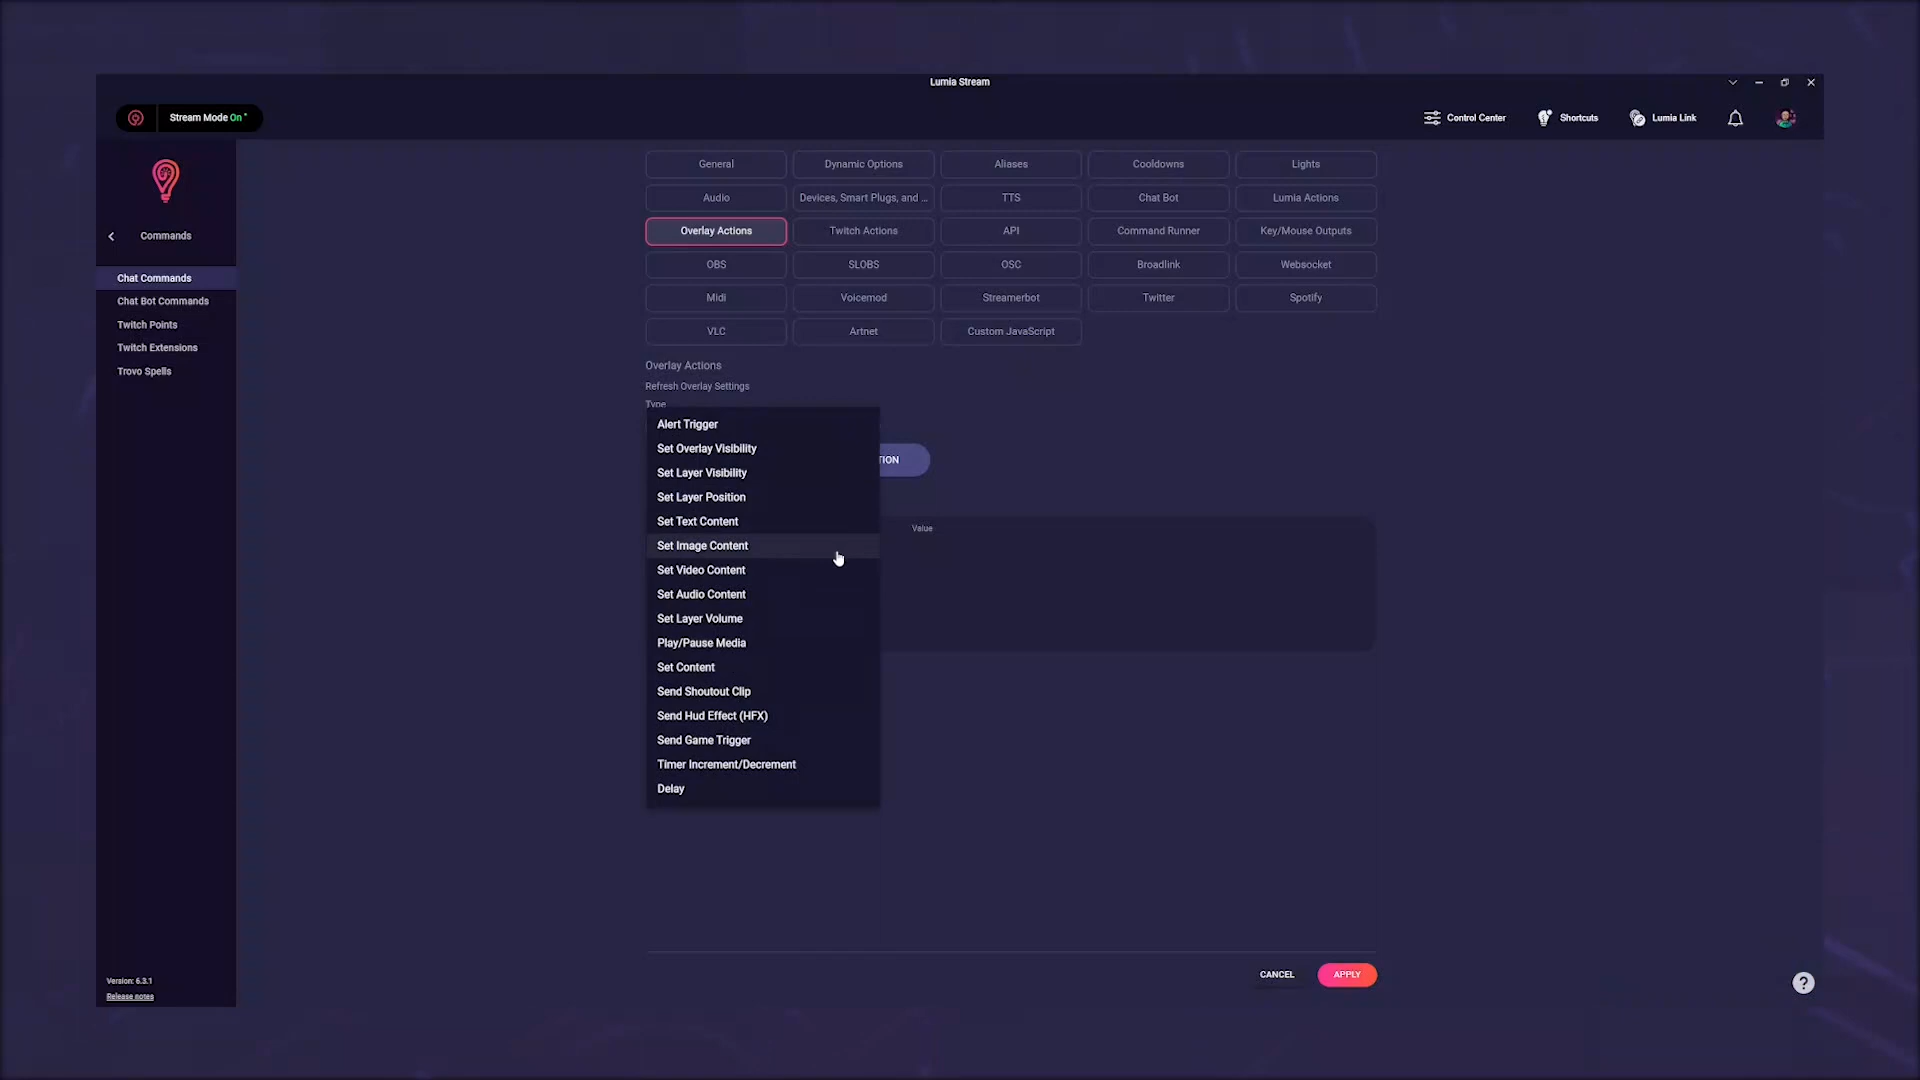 Lumia Stream
Stream Mode On
Control Center
Shortcuts
Lumia Link
Commands
Chat Commands
Chat Bot Commands
Twitch Points
Twitch Extensions
Trovo Spells
General
Dynamic Options
Aliases
Cooldowns
Lights
Audio
Devices, Smart Plugs, and ...
TTS
Chat Bot
Lumia Actions
Overlay Actions
Twitch Actions
API
Command Runner
Key/Mouse Outputs
OBS
SLOBS
OSC
Broadlink
Websocket
Midi
Voicemod
Streamerbot
Twitter
Spotify
VLC
Artnet
Custom JavaScript
Overlay Actions
Refresh Overlay Settings
Type
Alert Trigger
Set Overlay Visibility
Set Layer Visibility
Set Layer Position
Set Text Content
Set Image Content
Set Video Content
Set Audio Content
Set Layer Volume
Play/Pause Media
Set Content
Send Shoutout Clip
Send Hud Effect (HFX)
Send Game Trigger
Timer Increment/Decrement
Delay
TION
Value
CANCEL
APPLY
?
Version: 6.3.1
Release notes